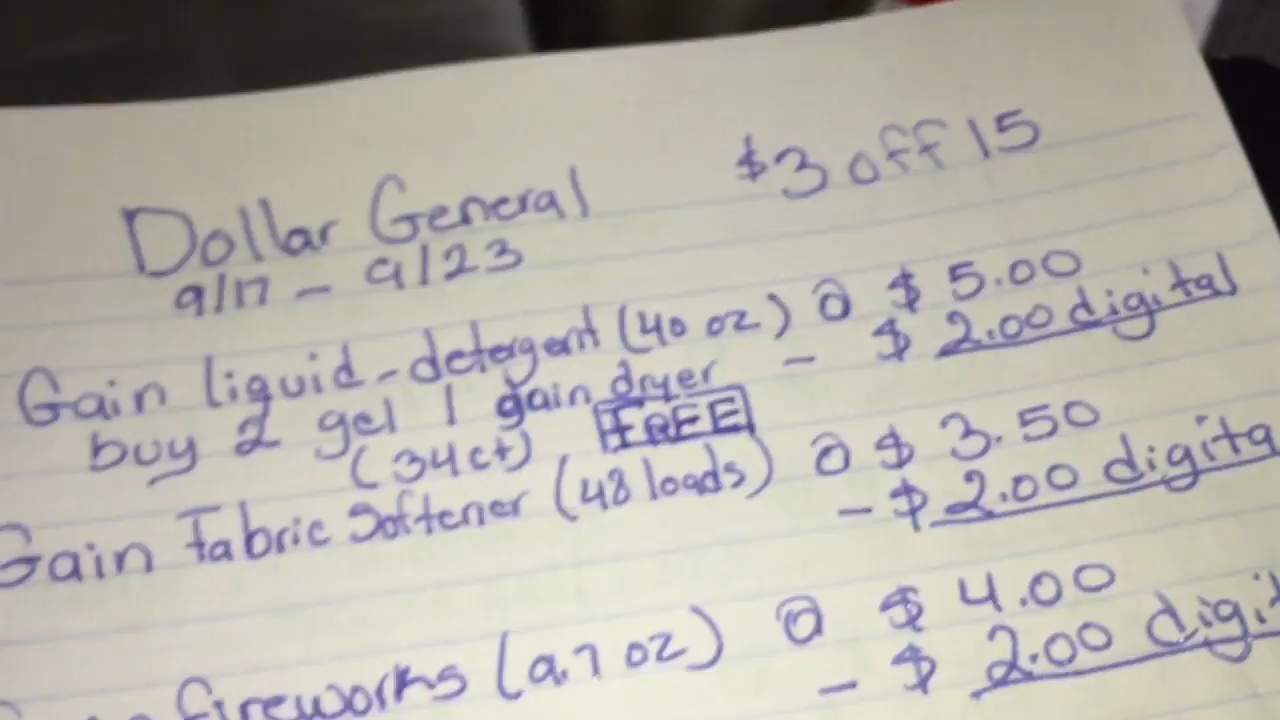 $3 off 15
Dollar General
9/17 - 9/23
Gain liquid-detergent (40 oz) @ $5.00
- $2.00 digital
buy 2 get 1 gain dryer
(34ct) FREE
Gain Fabric Softener (48 loads) @ $3.50
- $2.00 digita
fireworks (9.7 oz) @ $4.00
- $2.00 digi